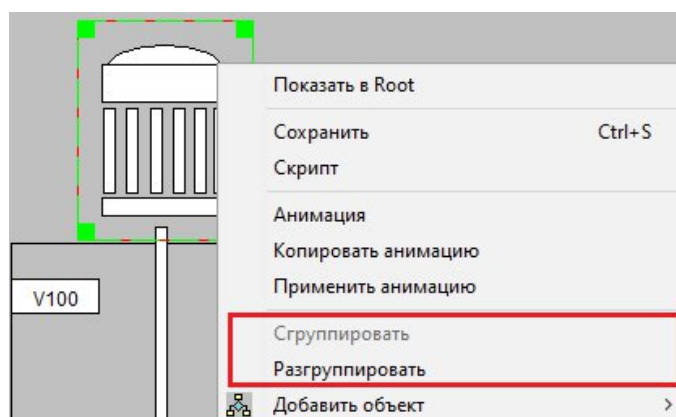 Показать в Root
Сохранить Ctrl+S
Скрипт
Анимация
Копировать анимацию
Применить анимацию
V100
Сгруппировать
Разгруппировать
Добавить объект